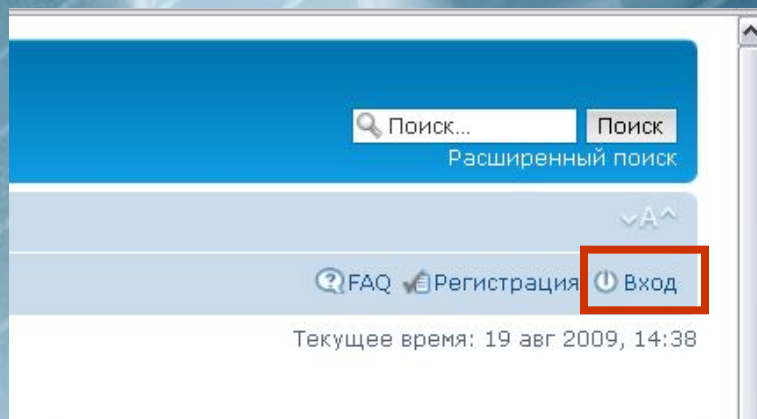 Поиск... Поиск
Расширенный поиск
A
FAQ Регистрация Вход
Текущее время: 19 авг 2009, 14:38